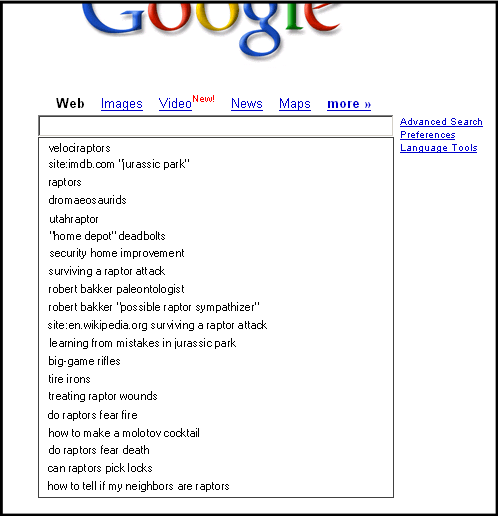 Google
Web Images Video New! News Maps more »
Advanced Search
Preferences
Language Tools
velociraptors
site:imdb.com "jurassic park"
raptors
dromaeosaurids
utahraptor
"home depot" deadbolts
security home improvement
surviving a raptor attack
robert bakker paleontologist
robert bakker "possible raptor sympathizer"
site:en.wikipedia.org surviving a raptor attack
learning from mistakes in jurassic park
big-game rifles
tire irons
treating raptor wounds
do raptors fear fire
how to make a molotov cocktail
do raptors fear death
can raptors pick locks
how to tell if my neighbors are raptors